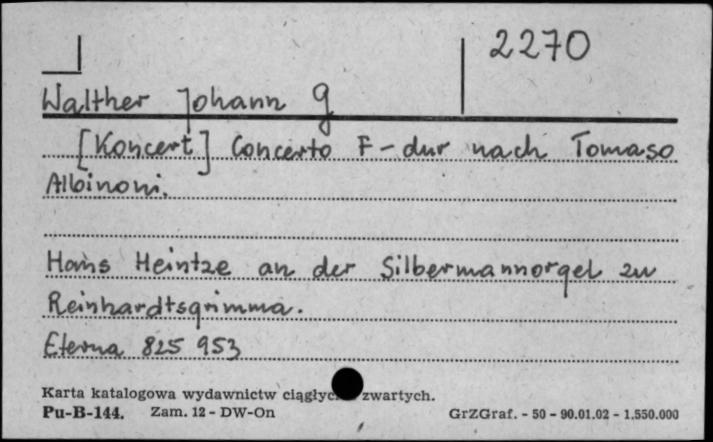 2270
Walther Johann G
[Koncert] Concerto F-dur nach Tomaso
Albinoni.
Hans Heintze an der Silbermannorgel zu
Reinhardtsgrimma.
Eterna 825 953
Karta katalogowa wydawnictw zwartych.
Pu-B-144. Zam. 12 - DW-On GrZGraf. - 50 - 90.01.02 - 1.550.000